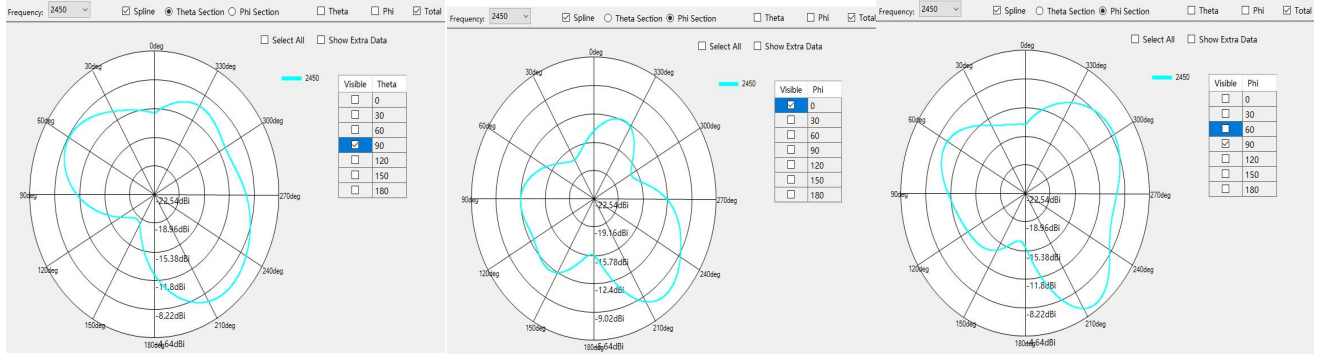 Frequency: 2450 Spline Theta Section Phi Section Theta Phi Total
Select All Show Extra Data
2450
Visible Theta
0
30
60
90
120
150
180
0deg
30deg 330deg
60deg 300deg
90deg 270deg
120deg 240deg
150deg 210deg
-22.54dBi
-18.96dBi
-15.38dBi
-11.8dBi
-8.22dBi
180deg -4.64dBi
Frequency: 2450 Spline Theta Section Phi Section Theta Phi Total
Select All Show Extra Data
2450
Visible Phi
0
30
60
90
120
150
180
0deg
30deg 330deg
60deg 300deg
90deg 270deg
120deg 240deg
150deg 210deg
-22.54dBi
-19.16dBi
-15.78dBi
-12.4dBi
-9.02dBi
180deg -5.64dBi
Frequency: 2450 Spline Theta Section Phi Section Theta Phi Total
Select All Show Extra Data
2450
Visible Phi
0
30
60
90
120
150
180
0deg
30deg 330deg
60deg 300deg
90deg 270deg
120deg 240deg
150deg 210deg
-22.54dBi
-18.96dBi
-15.38dBi
-11.8dBi
-8.22dBi
180deg -4.64dBi